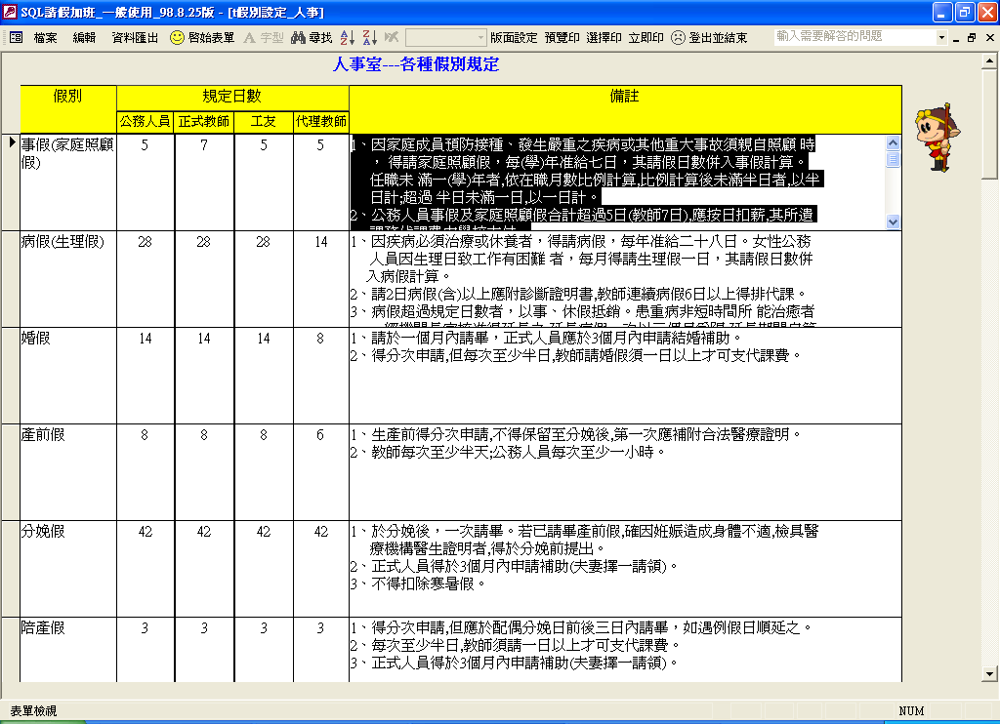 SQL請假加班_一般使用_98.8.25版 - [t假別設定_人事]
檔案 編輯 資料匯出 啓始表單 A 字型 尋找 版面設定 預覽印 選擇印 立即印 登出並結束 輸入需要解答的問題
人事室---各種假別規定
假別 規定日數 備註
公務人員 正式教師 工友 代理教師
事假(家庭照顧假) 5 7 5 5
1、因家庭成員預防接種、發生嚴重之疾病或其他重大事故須親自照顧 時
， 得請家庭照顧假，每(學)年准給七日，其請假日數併入事假計算。
任職未 滿一(學)年者,依在職月數比例計算,比例計算後未滿半日者,以半
日計;超過 半日未滿一日,以一日計。
2、公務人員事假及家庭照顧假合計超過5日(教師7日),應按日扣薪,其所遺
病假(生理假) 28 28 28 14
1、因疾病必須治療或休養者，得請病假，每年准給二十八日。女性公務
人員因生理日致工作有困難 者，每月得請生理假一日，其請假日數併
入病假計算。
2、請2日病假(含)以上應附診斷證明書,教師連續病假6日以上得排代課。
3、病假超過規定日數者，以事、休假抵銷。患重病非短時間所 能治癒者
婚假 14 14 14 8
1、請於一個月內請畢，正式人員應於3個月內申請結婚補助。
2、得分次申請,但每次至少半日,教師請婚假須一日以上才可支代課費。
產前假 8 8 8 6
1、生產前得分次申請,不得保留至分娩後,第一次應補附合法醫療證明。
2、教師每次至少半天;公務人員每次至少一小時。
分娩假 42 42 42 42
1、於分娩後，一次請畢。若已請畢產前假,確因妊娠造成身體不適,檢具醫
療機構醫生證明者,得於分娩前提出。
2、正式人員得於3個月內申請補助(夫妻擇一請領)。
3、不得扣除寒暑假。
陪產假 3 3 3 3
1、得分次申請,但應於配偶分娩日前後三日內請畢，如遇例假日順延之。
2、每次至少半日,教師須請一日以上才可支代課費。
3、正式人員得於3個月內申請補助(夫妻擇一請領)。
表單檢視 NUM